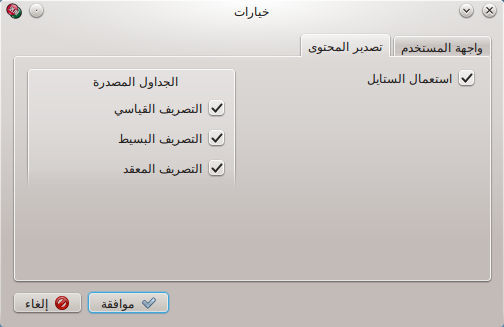 خيارات
واجهة المستخدم
تصدير المحتوى
استعمال الستايل
الجداول المصدرة
التصريف القياسي
التصريف البسيط
التصريف المعقد
موافقة
إلغاء